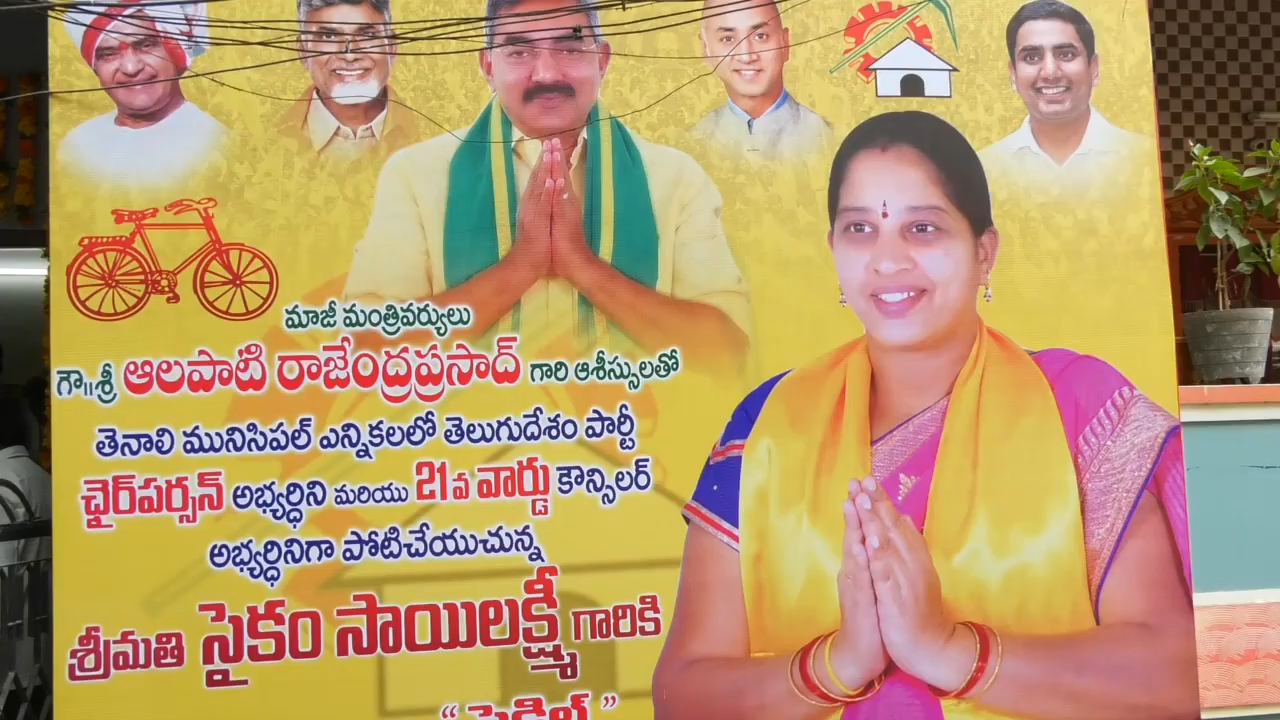 మాజీ మంత్రివర్యులు
గౌ॥శ్రీ ఆలపాటి రాజేంద్రప్రసాద్ గారి ఆశీస్సులతో
తెనాలి మునిసిపల్ ఎన్నికలలో తెలుగుదేశం పార్టీ
ఛైర్‌పర్సన్ అభ్యర్ధిని మరియు 21వ వార్డు కౌన్సిలర్
అభ్యర్ధినిగా పోటీచేయుచున్న
శ్రీమతి సైకం సాయిలక్ష్మీ గారికి